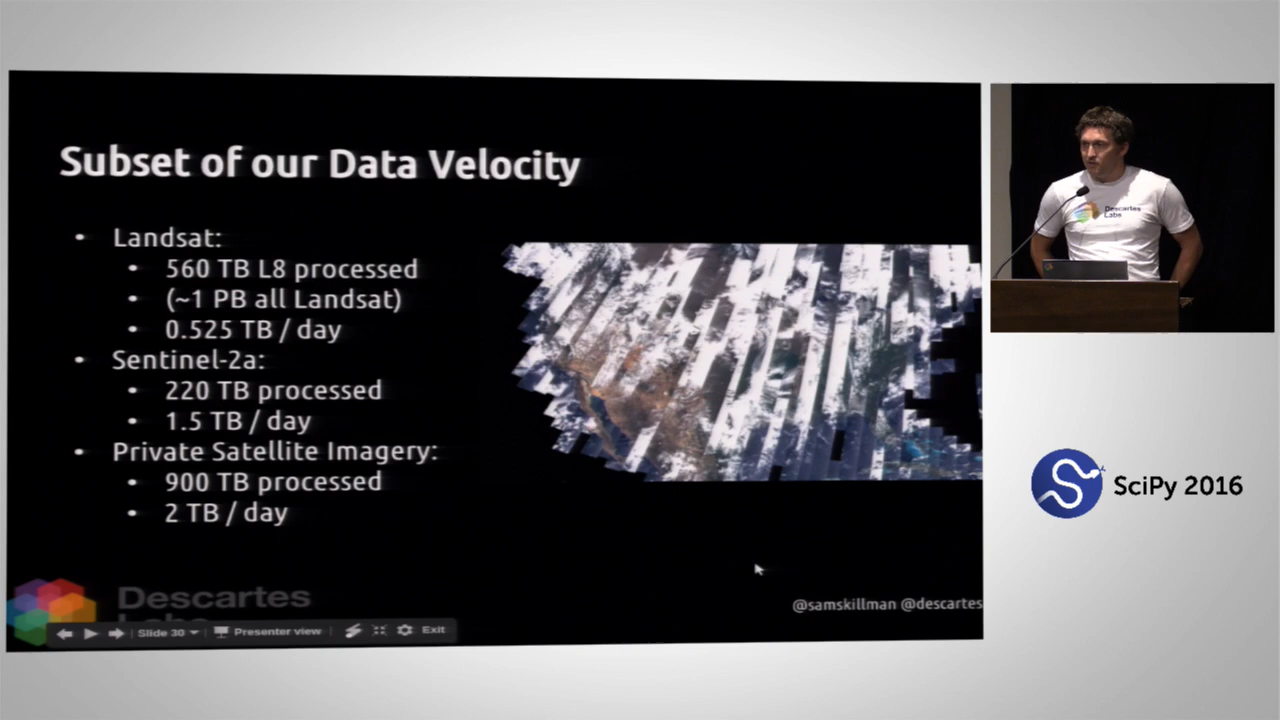 Subset of our Data Velocity
• Landsat:
• 560 TB L8 processed
• (~1 PB all Landsat)
• 0.525 TB / day
• Sentinel-2a:
• 220 TB processed
• 1.5 TB / day
• Private Satellite Imagery:
• 900 TB processed
• 2 TB / day
Descartes
Labs
@samskillman @descartes
Slide 30
Presenter view
Exit
Descartes
Labs
SciPy 2016